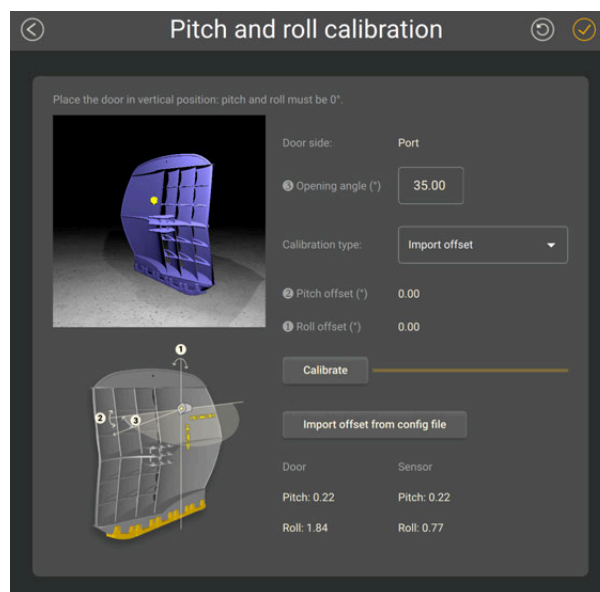 Pitch and roll calibration
Place the door in vertical position: pitch and roll must be 0°.
Door side: Port
❸ Opening angle (°) 35.00
Calibration type: Import offset
❷ Pitch offset (°) 0.00
❶ Roll offset (°) 0.00
Calibrate
Import offset from config file
Door Sensor
Pitch: 0.22 Pitch: 0.22
Roll: 1.84 Roll: 0.77
1
2
3